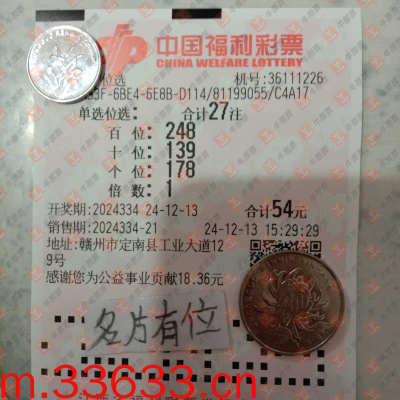 中国福利彩票
CHINA WELFARE LOTTERY
位选 机号:36111226
3F-6BE4-6E8B-D114/81199055/C4A17
单选位选: 合计27注
百 位: 248
十 位: 139
个 位: 178
倍 数: 1
开奖期:2024334 24-12-13 合计54元
销售期:2024334-21 24-12-13 15:29:29
地址:赣州市定南县工业大道12
9号
感谢您为公益事业贡献18.36元
名片有位
m.33633.cn